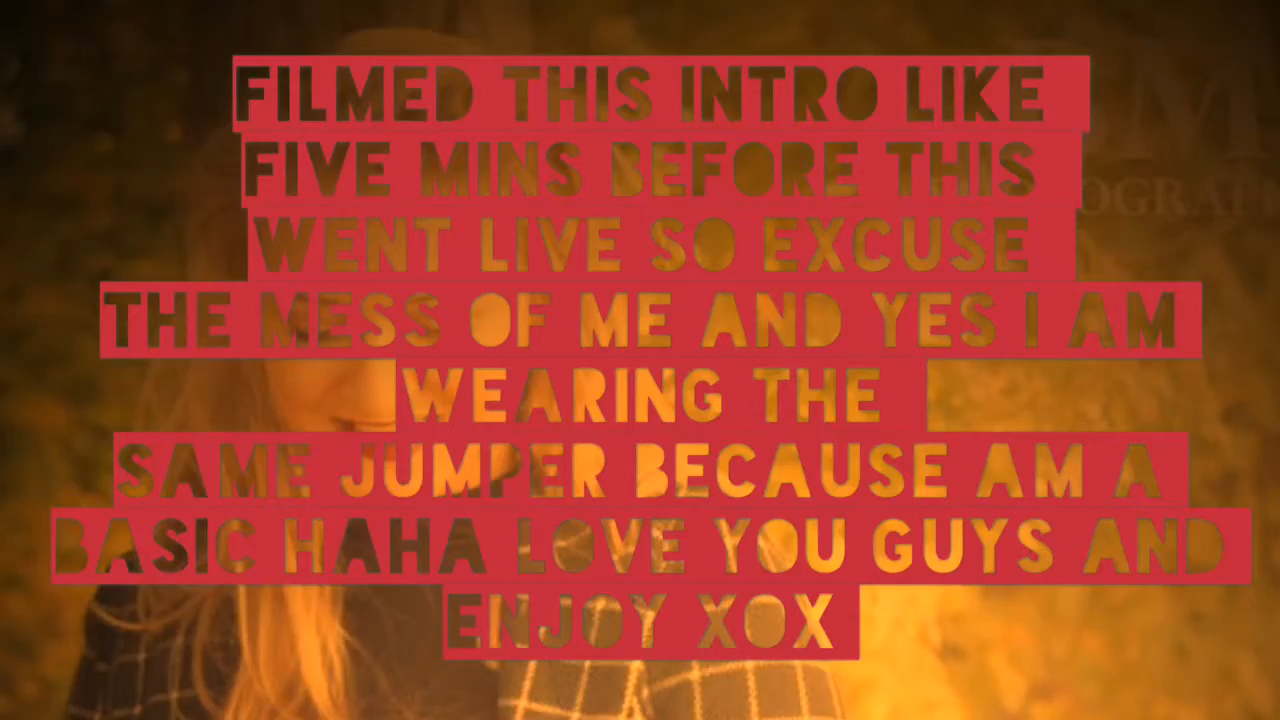 FILMED THIS INTRO LIKE
FIVE MINS BEFORE THIS
WENT LIVE SO EXCUSE
THE MESS OF ME AND YES I AM
WEARING THE
SAME JUMPER BECAUSE AM A
BASIC HAHA LOVE YOU GUYS AND
ENJOY XOX